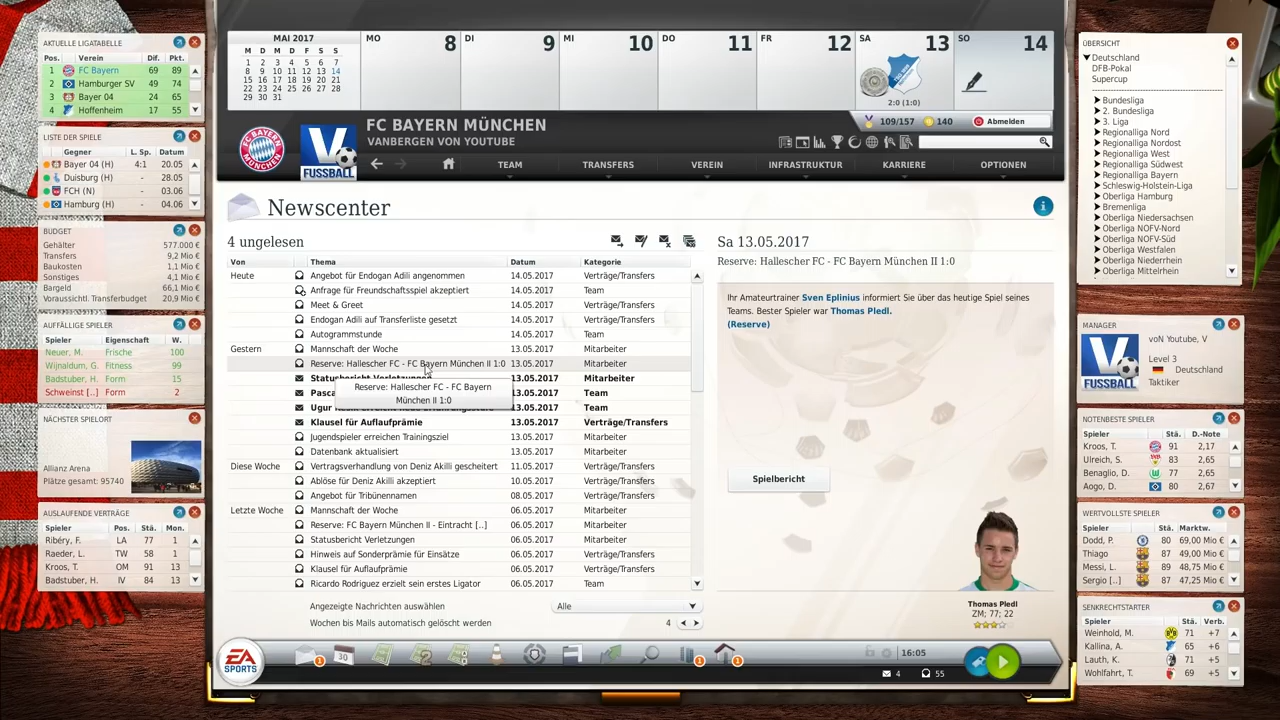 AKTUELLE LIGATABELLE
Pos. Verein Dif. Pkt.
1 FC Bayern 69 89
2 Hamburger SV 49 74
3 Bayer 04 24 65
4 Hoffenheim 17 55
LISTE DER SPIELE
Gegner L. Sp. Datum
Bayer 04 (H) 4:1 20.05
Duisburg (H) - 28.05
FCH (N) - 03.06
Hamburg (H) - 04.06
BUDGET
Gehälter 577.000 €
Transfers 9,2 Mio €
Baukosten 1,1 Mio €
Sonstiges 4,1 Mio €
Bargeld 66,1 Mio €
Voraussichtl. Transferbudget 20,9 Mio €
AUFFÄLLIGE SPIELER
Spieler Eigenschaft W.
Neuer, M. Frische 100
Wijnaldum, G. Fitness 99
Badstuber, H. Form 15
Schweinst [..] Form 2
NÄCHSTER SPIELORT
Allianz Arena
Plätze gesamt: 95740
AUSLAUFENDE VERTRÄGE
Spieler Pos. Stä. Mon.
Ribéry, F. LA 77 1
Raeder, L. TW 58 1
Kroos, T. OM 91 13
Badstuber, H. IV 84 13
MAI 2017
M D M D F S S
1 2 3 4 5 6 7
8 9 10 11 12 13 14
15 16 17 18 19 20 21
22 23 24 25 26 27 28
29 30 31
MO 8 DI 9 MI 10 DO 11 FR 12 SA 13 SO 14
2:0 (1:0)
FC BAYERN MÜNCHEN
VANBERGEN VON YOUTUBE
109/157 140 Abmelden
V
FUSSBALL
TEAM TRANSFERS VEREIN INFRASTRUKTUR KARRIERE OPTIONEN
Newscenter
4 ungelesen
Von Thema Datum Kategorie
Heute Angebot für Endogan Adili angenommen 14.05.2017 Verträge/Transfers
Anfrage für Freundschaftsspiel akzeptiert 14.05.2017 Team
Meet & Greet 14.05.2017 Verträge/Transfers
Endogan Adili auf Transferliste gesetzt 14.05.2017 Verträge/Transfers
Autogrammstunde 14.05.2017 Team
Gestern Mannschaft der Woche 13.05.2017 Mitarbeiter
Reserve: Hallescher FC - FC Bayern München II 1:0 13.05.2017 Mitarbeiter
Statusbericht Verletzungen 13.05.2017 Mitarbeiter
Reserve: Hallescher FC - FC Bayern
München II 1:0
Pasca 13.05.2017 Team
Ugur 13.05.2017 Team
Klausel für Auflaufprämie 13.05.2017 Verträge/Transfers
Jugendspieler erreichen Trainingsziel 13.05.2017 Mitarbeiter
Datenbank aktualisiert 13.05.2017 Mitarbeiter
Diese Woche Vertragsverhandlung von Deniz Akilli gescheitert 11.05.2017 Verträge/Transfers
Ablöse für Deniz Akilli akzeptiert 10.05.2017 Verträge/Transfers
Angebot für Tribünennamen 08.05.2017 Verträge/Transfers
Letzte Woche Mannschaft der Woche 06.05.2017 Mitarbeiter
Reserve: FC Bayern München II - Eintracht [..] 06.05.2017 Mitarbeiter
Statusbericht Verletzungen 06.05.2017 Mitarbeiter
Hinweis auf Sonderprämie für Einsätze 06.05.2017 Verträge/Transfers
Klausel für Auflaufprämie 06.05.2017 Verträge/Transfers
Ricardo Rodriguez erzielt sein erstes Ligator 06.05.2017 Team
Angezeigte Nachrichten auswählen Alle
Wochen bis Mails automatisch gelöscht werden 4
Sa 13.05.2017
Reserve: Hallescher FC - FC Bayern München II 1:0
Ihr Amateurtrainer Sven Eplinius informiert Sie über das heutige Spiel seines
Teams. Bester Spieler war Thomas Pledl.
(Reserve)
Spielbericht
Thomas Pledl
ZM; 77; 22
EA
SPORTS
1
30
2
1
1
16:05
4 55
ÜBERSICHT
Deutschland
DFB-Pokal
Supercup
Bundesliga
2. Bundesliga
3. Liga
Regionalliga Nord
Regionalliga Nordost
Regionalliga West
Regionalliga Südwest
Regionalliga Bayern
Schleswig-Holstein-Liga
Oberliga Hamburg
Bremenliga
Oberliga Niedersachsen
Oberliga NOFV-Nord
Oberliga NOFV-Süd
Oberliga Westfalen
Oberliga Niederrhein
Oberliga Mittelrhein
MANAGER
voN Youtube, V
Level 3
Deutschland
Taktiker
V
FUSSBALL
NOTENBESTE SPIELER
Spieler Stä. D.-Note
Kroos, T. 91 2,17
Ulreich, S. 83 2,65
Benaglio, D. 77 2,65
Aogo, D. 80 2,67
WERTVOLLSTE SPIELER
Spieler Stä. Marktw.
Dodd, P. 80 69,00 Mio €
Thiago 87 49,00 Mio €
Messi, L. 89 48,75 Mio €
Sergio [..] 87 47,25 Mio €
SENKRECHTSTARTER
Spieler Stä. Verb.
Weinhold, M. 71 +7
Kallina, A. 65 +6
Lauth, K. 71 +5
Wohlfahrt, T. 69 +5